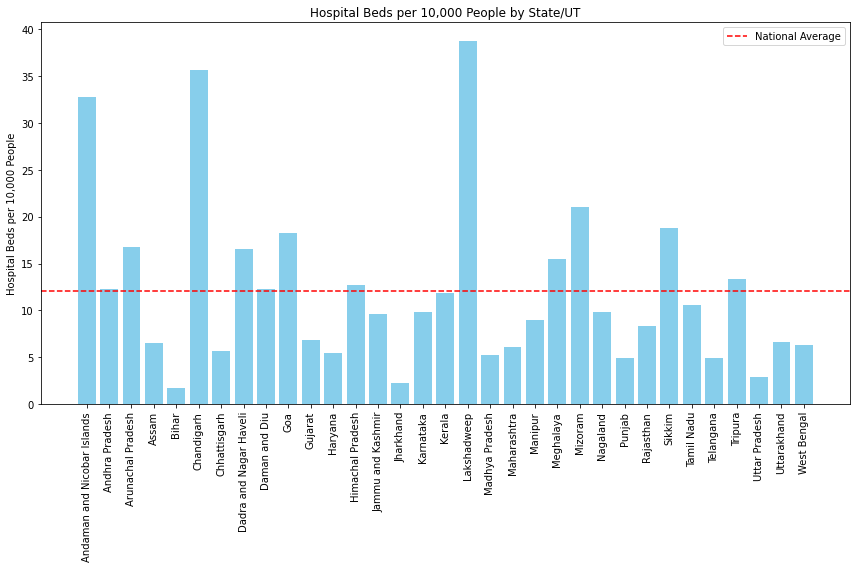 Hospital Beds per 10,000 People by State/UT
National Average
Hospital Beds per 10,000 People
40
35
30
25
20
15
10
5
0
Andaman and Nicobar Islands
Andhra Pradesh
Arunachal Pradesh
Assam
Bihar
Chandigarh
Chhattisgarh
Dadra and Nagar Haveli
Daman and Diu
Goa
Gujarat
Haryana
Himachal Pradesh
Jammu and Kashmir
Jharkhand
Karnataka
Kerala
Lakshadweep
Madhya Pradesh
Maharashtra
Manipur
Meghalaya
Mizoram
Nagaland
Punjab
Rajasthan
Sikkim
Tamil Nadu
Telangana
Tripura
Uttar Pradesh
Uttarakhand
West Bengal